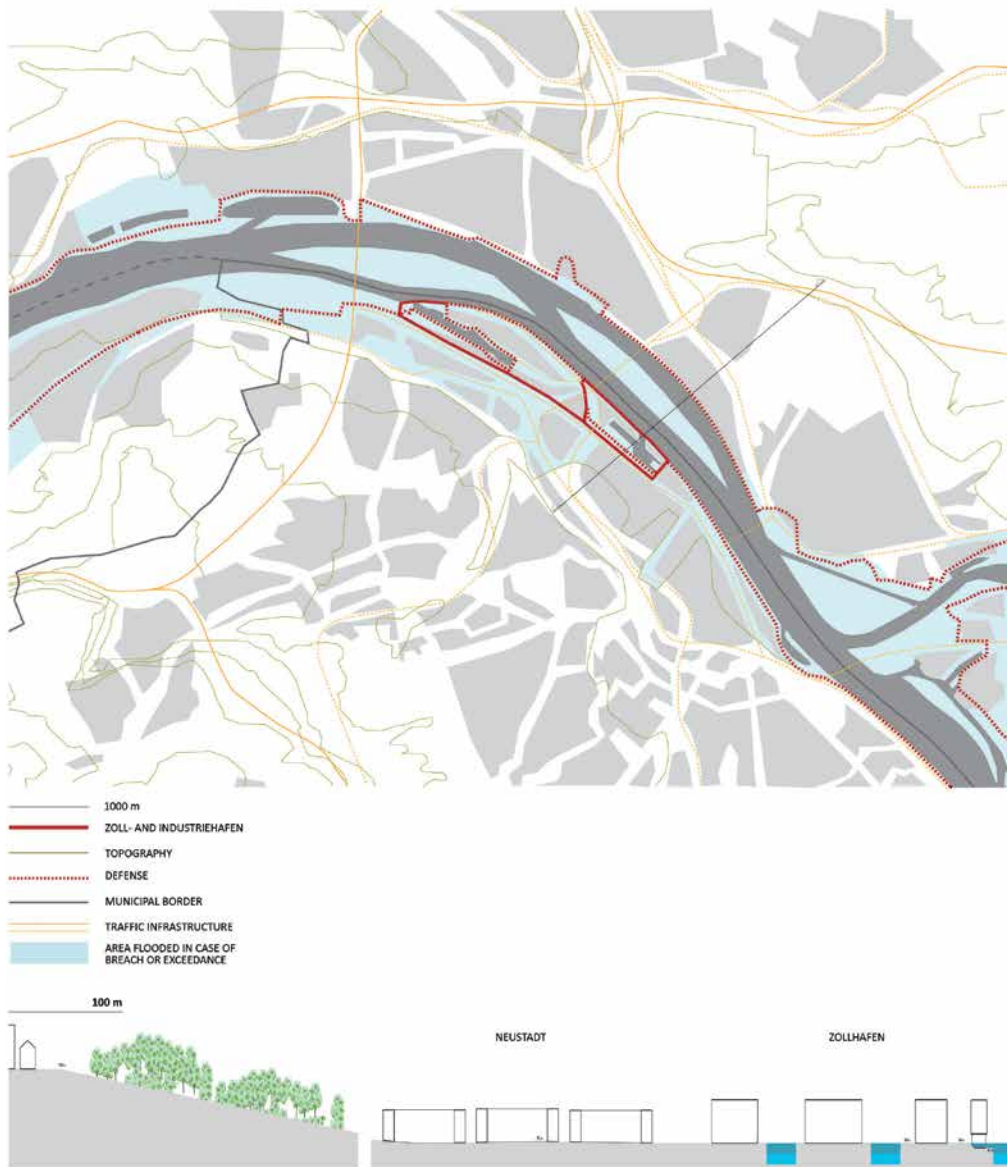 1000 m
ZOLL- AND INDUSTRIEHAFEN
TOPOGRAPHY
DEFENSE
MUNICIPAL BORDER
TRAFFIC INFRASTRUCTURE
AREA FLOODED IN CASE OF
BREACH OR EXCEEDANCE
100 m
NEUSTADT
ZOLLHAFEN